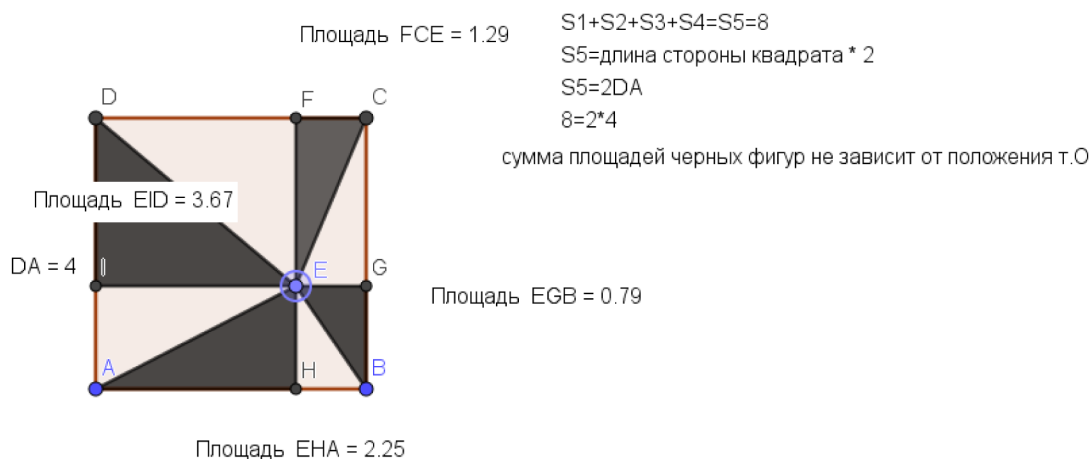 Площадь FCE = 1.29
S1+S2+S3+S4=S5=8
S5=длина стороны квадрата * 2
S5=2DA
8=2*4
сумма площадей черных фигур не зависит от положения т.О
D
F
C
Площадь EID = 3.67
DA = 4
I
E
G
Площадь EGB = 0.79
A
H
B
Площадь EHA = 2.25